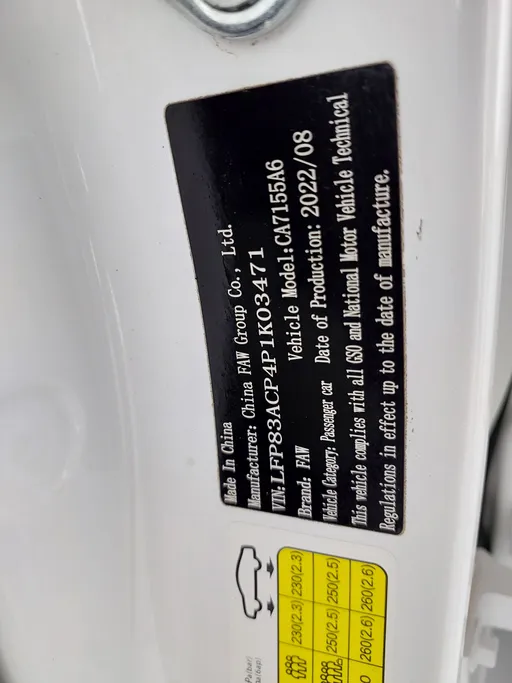 Made In China
Manufacturer: China FAW Group Co., Ltd.
VIN:LFP83ACP4P1K03471
Brand: FAW Vehicle Model:CA7155A6
Vehicle Category: Passenger car Date of Production: 2022/08
This vehicle complies with all GSO and National Motor Vehicle Technical
Regulations in effect up to the date of manufacture.
230(2.3) 230(2.3)
250(2.5) 250(2.5)
260(2.6) 260(2.6)